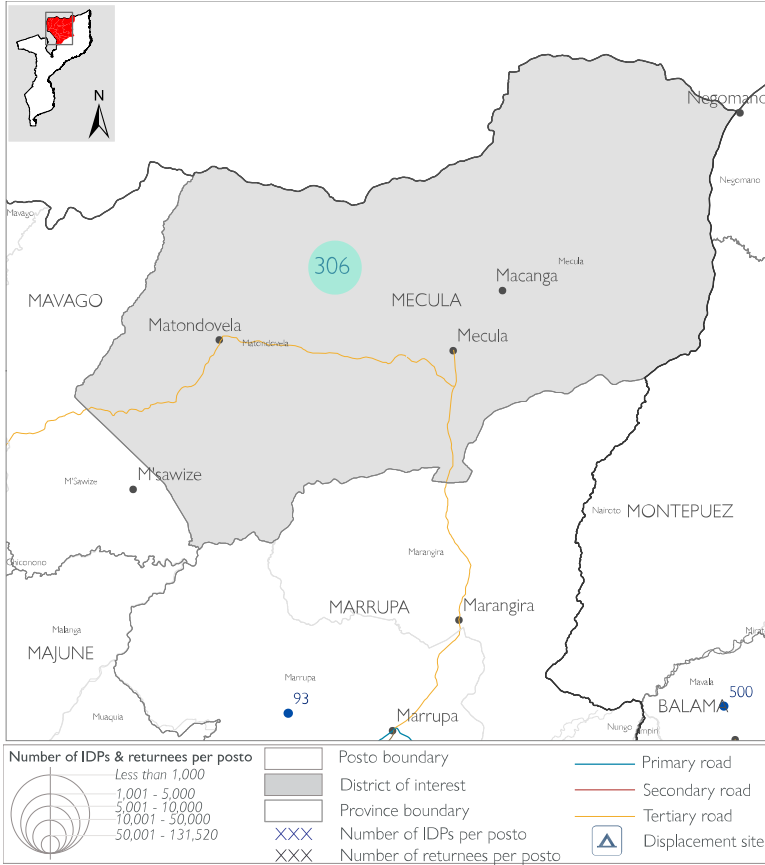 N
Negomano
Negomano
Mavago
306
Mecula
MAVAGO
MECULA
Macanga
Matondovela
Matondovela
Mecula
M'sawize
M'Sawize
Nairoto
MONTEPUEZ
Chiconono
Marangira
MARRUPA
Marangira
Malanga
MAJUNE
Marrupa
93
Mavala
500
BALAMA
Muaquia
Marrupa
Nungo
Number of IDPs & returnees per posto
Less than 1,000
1,001 - 5,000
5,001 - 10,000
10,001 - 50,000
50,001 - 131,520
Posto boundary
District of interest
Province boundary
XXX Number of IDPs per posto
XXX Number of returnees per posto
Primary road
Secondary road
Tertiary road
Displacement site